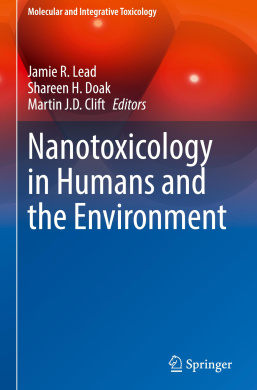 Molecular and Integrative Toxicology
Jamie R. Lead
Shareen H. Doak
Martin J.D. Clift Editors
Nanotoxicology
in Humans and
the Environment
Springer